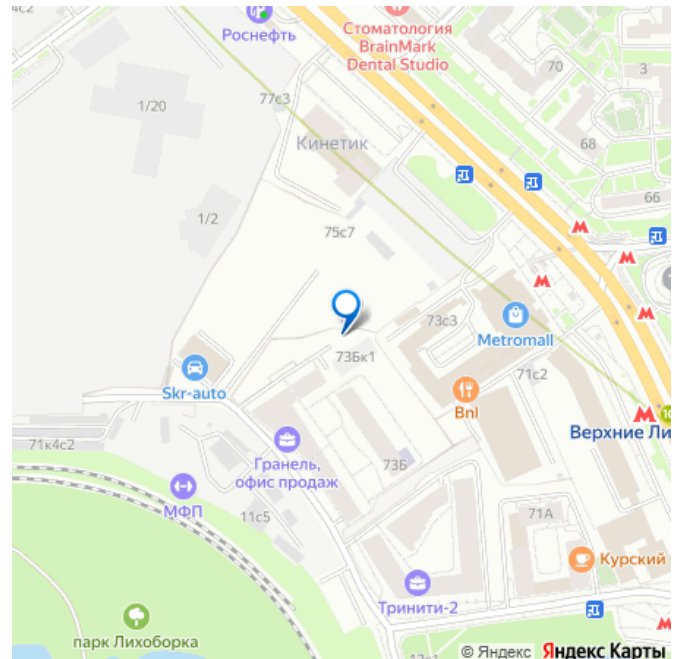 4с2
Роснефть
Стоматология
BrainMark
Dental Studio
70
3
77с3
1/20
Кинетик
68
66
1/2
75с7
73с3
Metromall
73Бк1
71с2
Skr-auto
Bnl
Верхние Ли
71к4с2
Гранель,
офис продаж
73Б
МФП
11с5
71А
Курский
Тринити-2
парк Лихоборка
© Яндекс Яндекс Карты